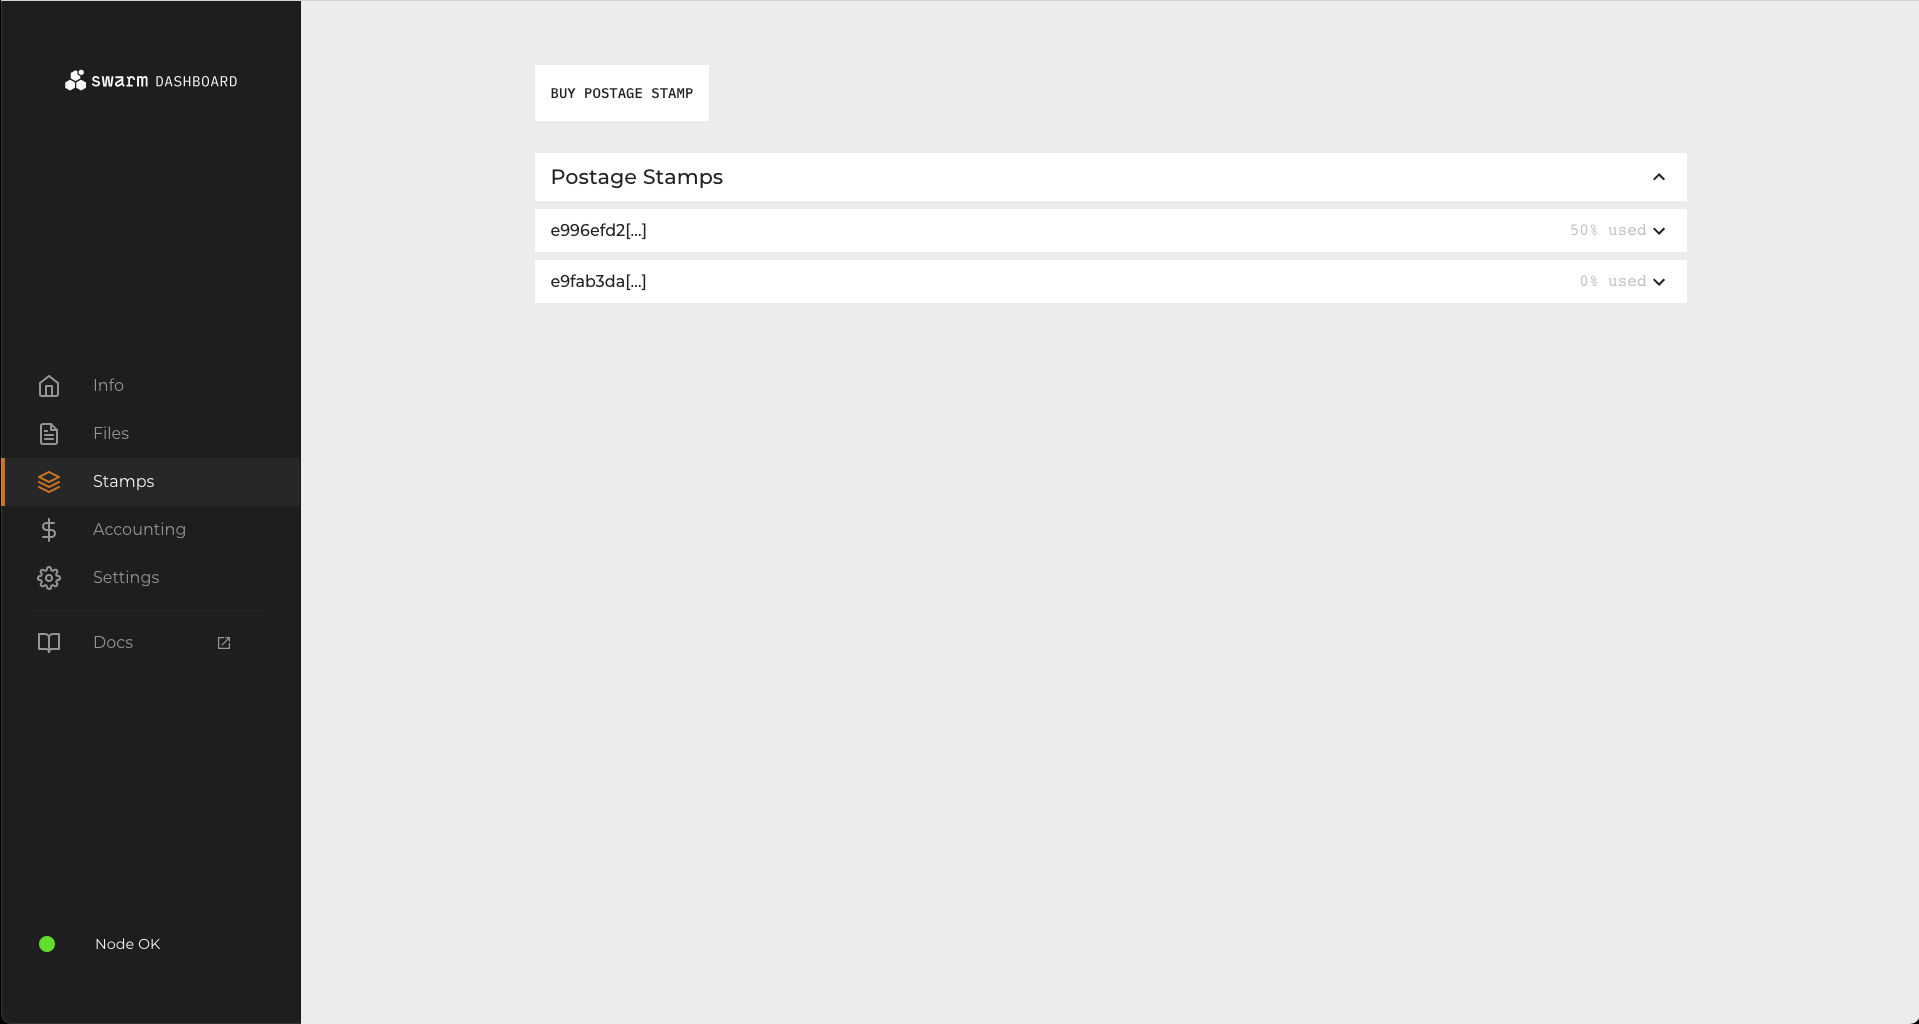 swarm DASHBOARD
Info
Files
Stamps
Accounting
Settings
Docs
Node OK
BUY POSTAGE STAMP
Postage Stamps
e996efd2[...] 50% used
e9fab3da[...] 0% used